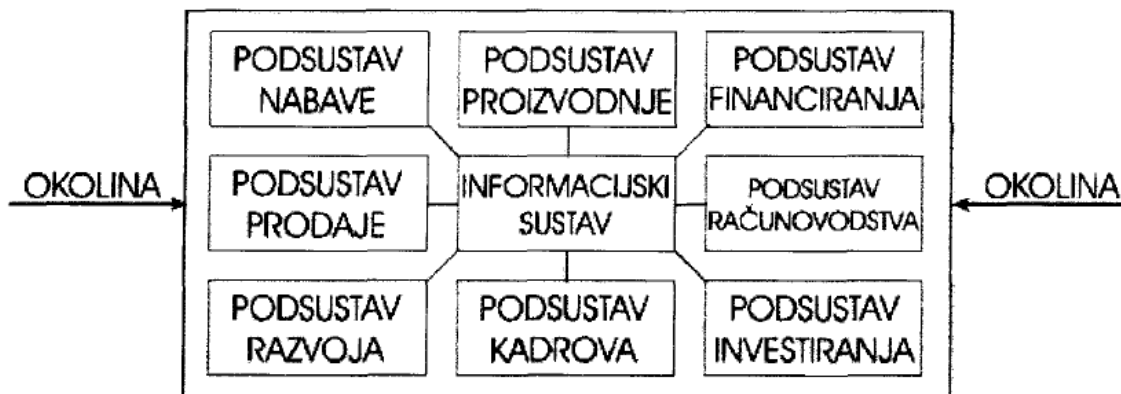 PODSUSTAV
NABAVE
PODSUSTAV
PROIZVODNJE
PODSUSTAV
FINANCIRANJA
OKOLINA
PODSUSTAV
PRODAJE
INFORMACIJSKI
SUSTAV
PODSUSTAV
RAČUNOVODSTVA
OKOLINA
PODSUSTAV
RAZVOJA
PODSUSTAV
KADROVA
PODSUSTAV
INVESTIRANJA